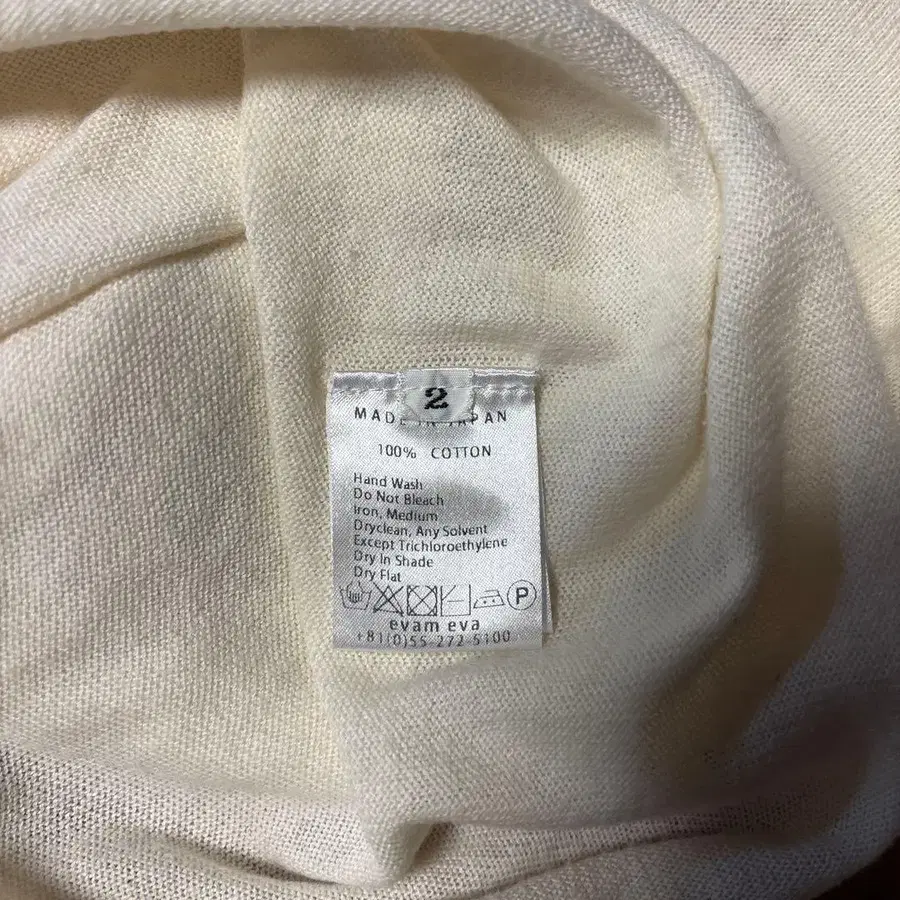 2
MADE IN JAPAN
100% COTTON
Hand Wash
Do Not Bleach
Iron, Medium
Dryclean, Any Solvent
Except Trichloroethylene
Dry In Shade
Dry Flat
P
evam eva
+81(0)55-272-5100